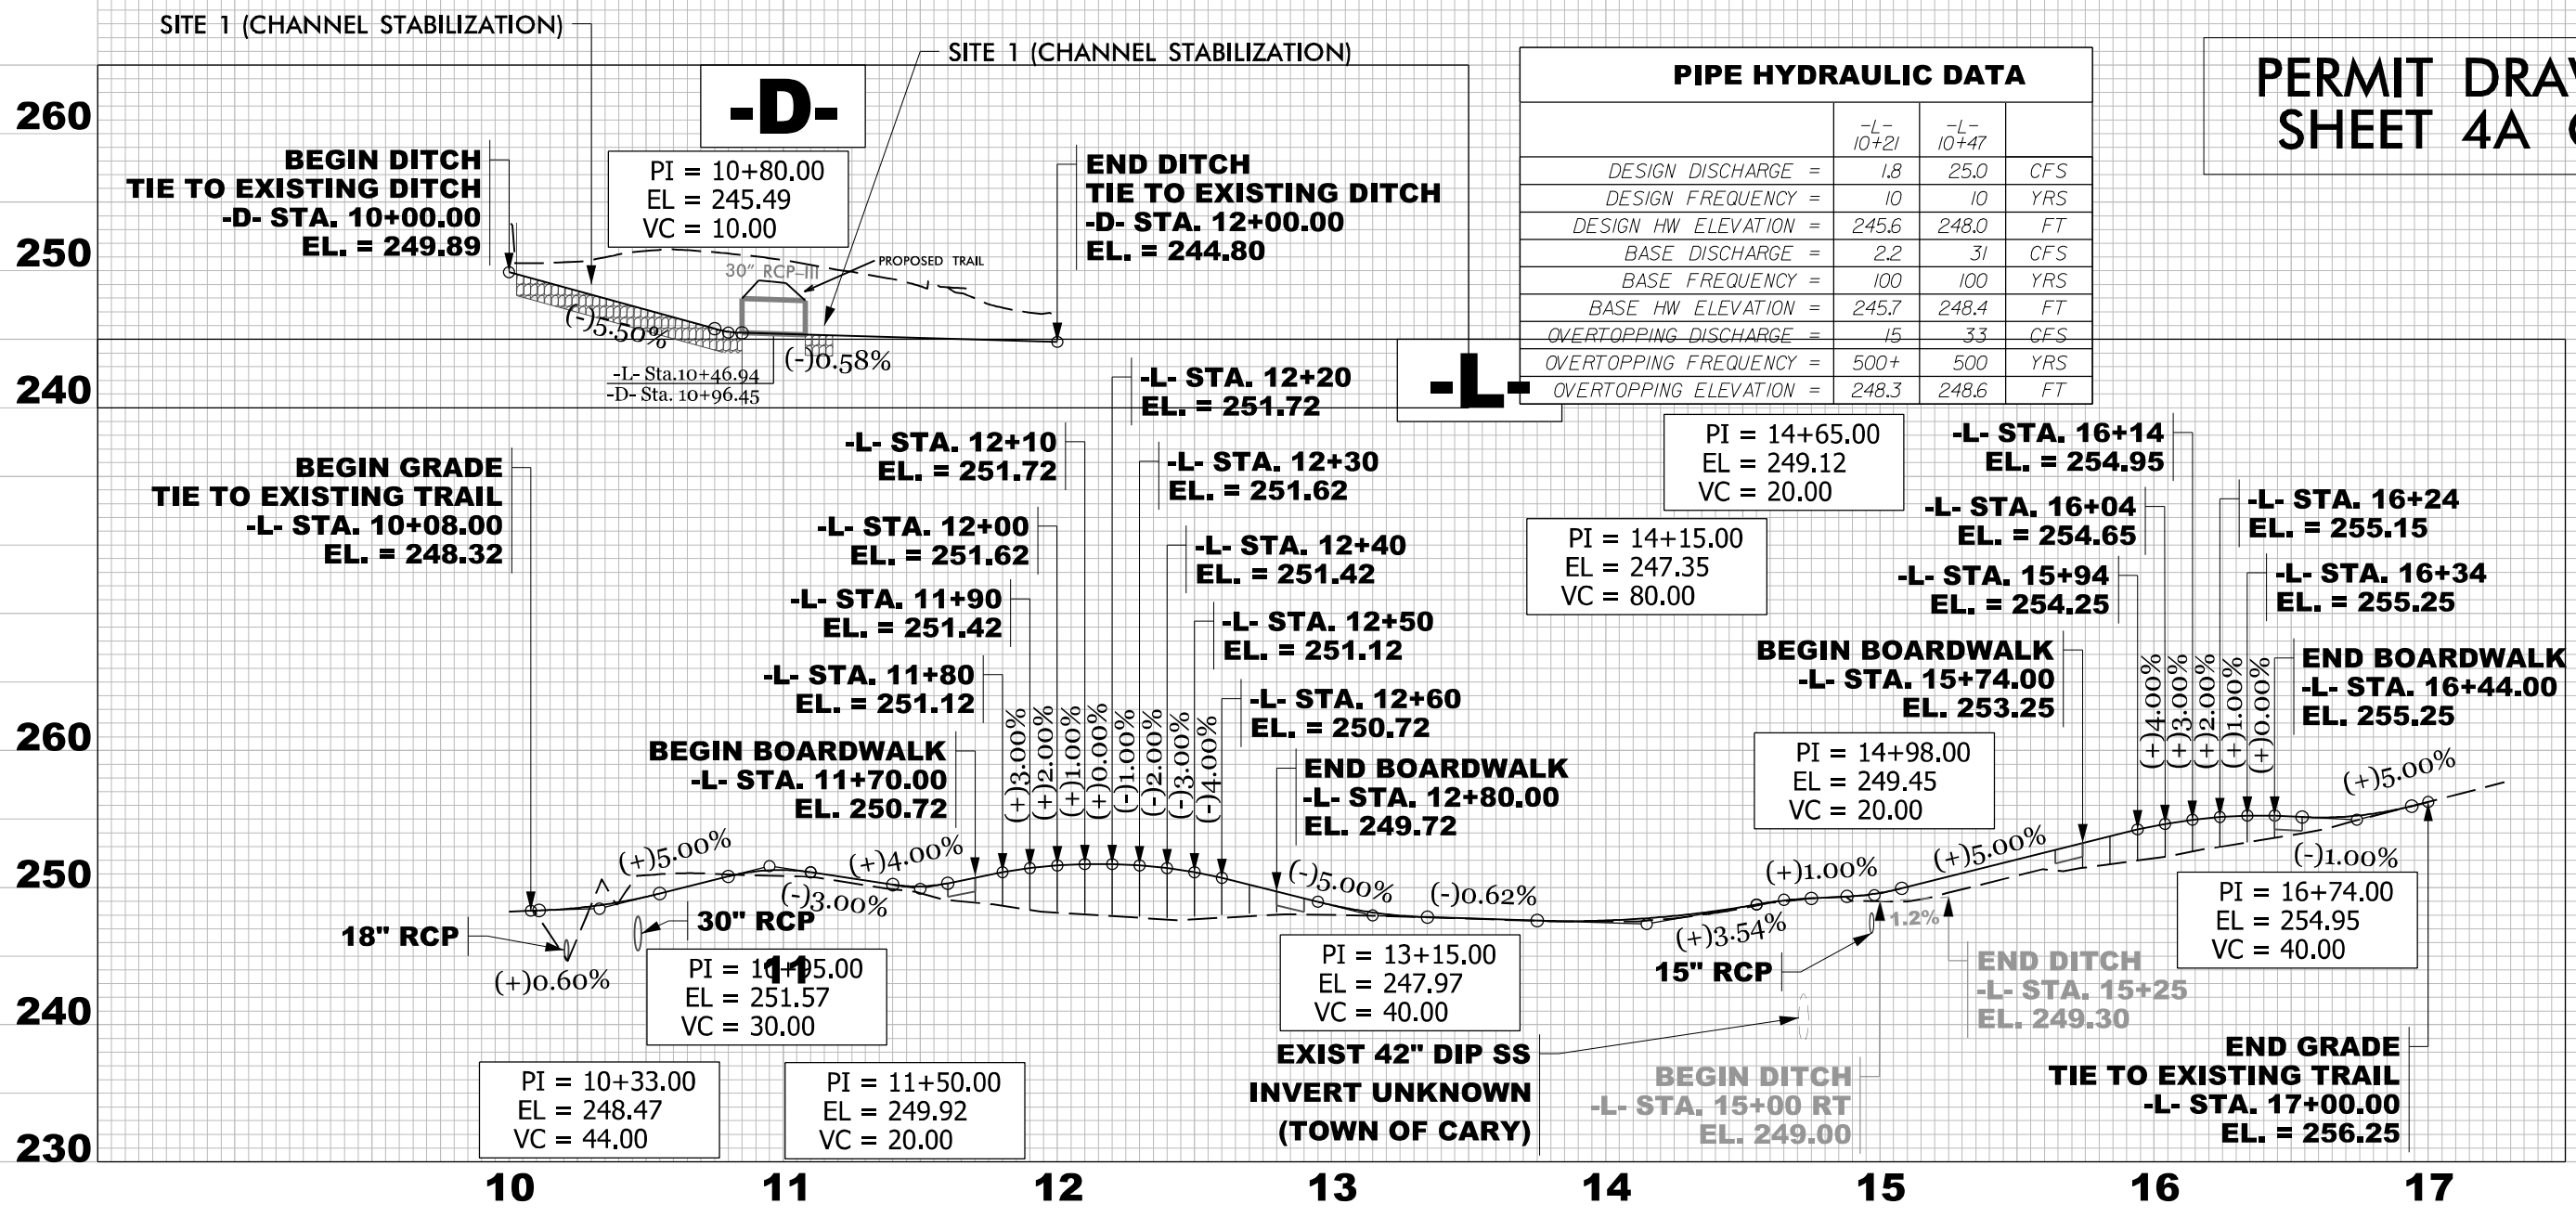 SITE 1 (CHANNEL STABILIZATION)
SITE 1 (CHANNEL STABILIZATION)
PERMIT DRA
SHEET 4A
260
250
240
-D-
BEGIN DITCH
TIE TO EXISTING DITCH
-D- STA. 10+00.00
EL. = 249.89
PI = 10+80.00
EL = 245.49
VC = 10.00
END DITCH
TIE TO EXISTING DITCH
-D- STA. 12+00.00
EL. = 244.80
30" RCP-III
PROPOSED TRAIL
(-)5.50%
(-)0.58%
-L- Sta.10+46.94
-D- Sta. 10+96.45
PIPE HYDRAULIC DATA
-L- 10+21 -L- 10+47
DESIGN DISCHARGE = 1.8 25.0 CFS
DESIGN FREQUENCY = 10 10 YRS
DESIGN HW ELEVATION = 245.6 248.0 FT
BASE DISCHARGE = 2.2 31 CFS
BASE FREQUENCY = 100 100 YRS
BASE HW ELEVATION = 245.7 248.4 FT
OVERTOPPING DISCHARGE = 15 33 CFS
OVERTOPPING FREQUENCY = 500+ 500 YRS
OVERTOPPING ELEVATION = 248.3 248.6 FT
-L-
BEGIN GRADE
TIE TO EXISTING TRAIL
-L- STA. 10+08.00
EL. = 248.32
-L- STA. 12+20
EL. = 251.72
-L- STA. 12+10
EL. = 251.72
-L- STA. 12+30
EL. = 251.62
-L- STA. 12+00
EL. = 251.62
-L- STA. 12+40
EL. = 251.42
-L- STA. 11+90
EL. = 251.42
-L- STA. 12+50
EL. = 251.12
-L- STA. 11+80
EL. = 251.12
-L- STA. 12+60
EL. = 250.72
BEGIN BOARDWALK
-L- STA. 11+70.00
EL. 250.72
END BOARDWALK
-L- STA. 12+80.00
EL. 249.72
(+)3.00%
(+)2.00%
(+)1.00%
(+)0.00%
(-)1.00%
(-)2.00%
(-)3.00%
(-)4.00%
PI = 14+65.00
EL = 249.12
VC = 20.00
PI = 14+15.00
EL = 247.35
VC = 80.00
-L- STA. 16+14
EL. = 254.95
-L- STA. 16+04
EL. = 254.65
-L- STA. 15+94
EL. = 254.25
-L- STA. 16+24
EL. = 255.15
-L- STA. 16+34
EL. = 255.25
BEGIN BOARDWALK
-L- STA. 15+74.00
EL. 253.25
END BOARDWALK
-L- STA. 16+44.00
EL. 255.25
(+)4.00%
(+)3.00%
(+)2.00%
(+)1.00%
(+)0.00%
PI = 14+98.00
EL = 249.45
VC = 20.00
260
250
240
230
(+)5.00%
(-)3.00%
(+)4.00%
(-)5.00%
(-)0.62%
(+)3.54%
(+)1.00%
(+)5.00%
(-)1.00%
(+)5.00%
(+)0.60%
18" RCP
30" RCP
15" RCP
1.2%
11
PI = 10+95.00
EL = 251.57
VC = 30.00
PI = 10+33.00
EL = 248.47
VC = 44.00
PI = 11+50.00
EL = 249.92
VC = 20.00
PI = 13+15.00
EL = 247.97
VC = 40.00
PI = 16+74.00
EL = 254.95
VC = 40.00
EXIST 42" DIP SS
INVERT UNKNOWN
(TOWN OF CARY)
BEGIN DITCH
-L- STA. 15+00 RT
EL. 249.00
END DITCH
-L- STA. 15+25
EL. 249.30
END GRADE
TIE TO EXISTING TRAIL
-L- STA. 17+00.00
EL. = 256.25
10 11 12 13 14 15 16 17